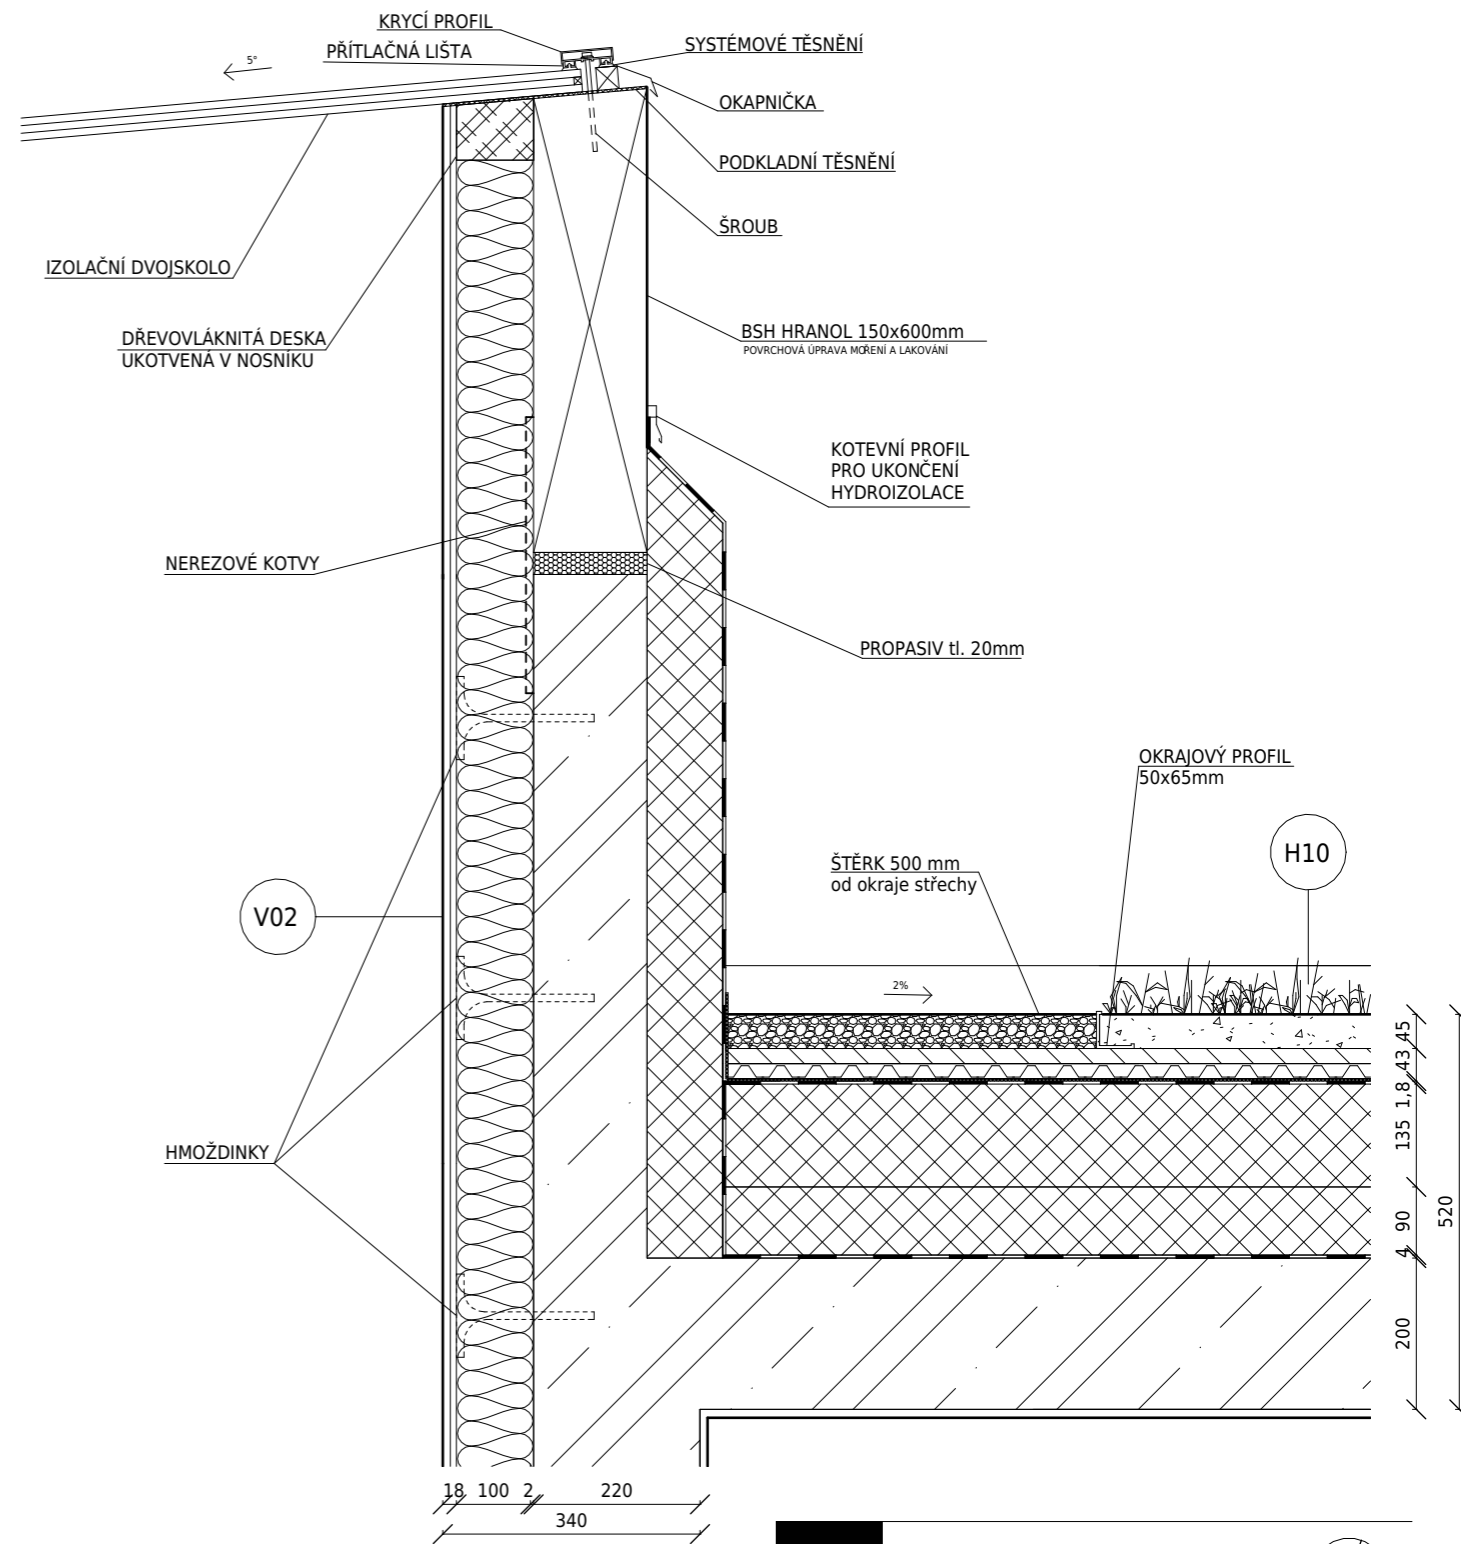 KRYCÍ PROFIL
PŘÍTLAČNÁ LIŠTA
SYSTÉMOVÉ TĚSNĚNÍ
5°
OKAPNIČKA
PODKLADNÍ TĚSNĚNÍ
ŠROUB
IZOLAČNÍ DVOJSKOLO
DŘEVOVLÁKNITÁ DESKA
UKOTVENÁ V NOSNÍKU
BSH HRANOL 150x600mm
POVRCHOVÁ ÚPRAVA MOŘENÍ A LAKOVÁNÍ
KOTEVNÍ PROFIL
PRO UKONČENÍ
HYDROIZOLACE
NEREZOVÉ KOTVY
PROPASIV tl. 20mm
OKRAJOVÝ PROFIL
50x65mm
ŠTĚRK 500 mm
od okraje střechy
H10
V02
2%
HMOŽDINKY
45
43
1,8
135
90
4
200
520
18 100 2 220
340